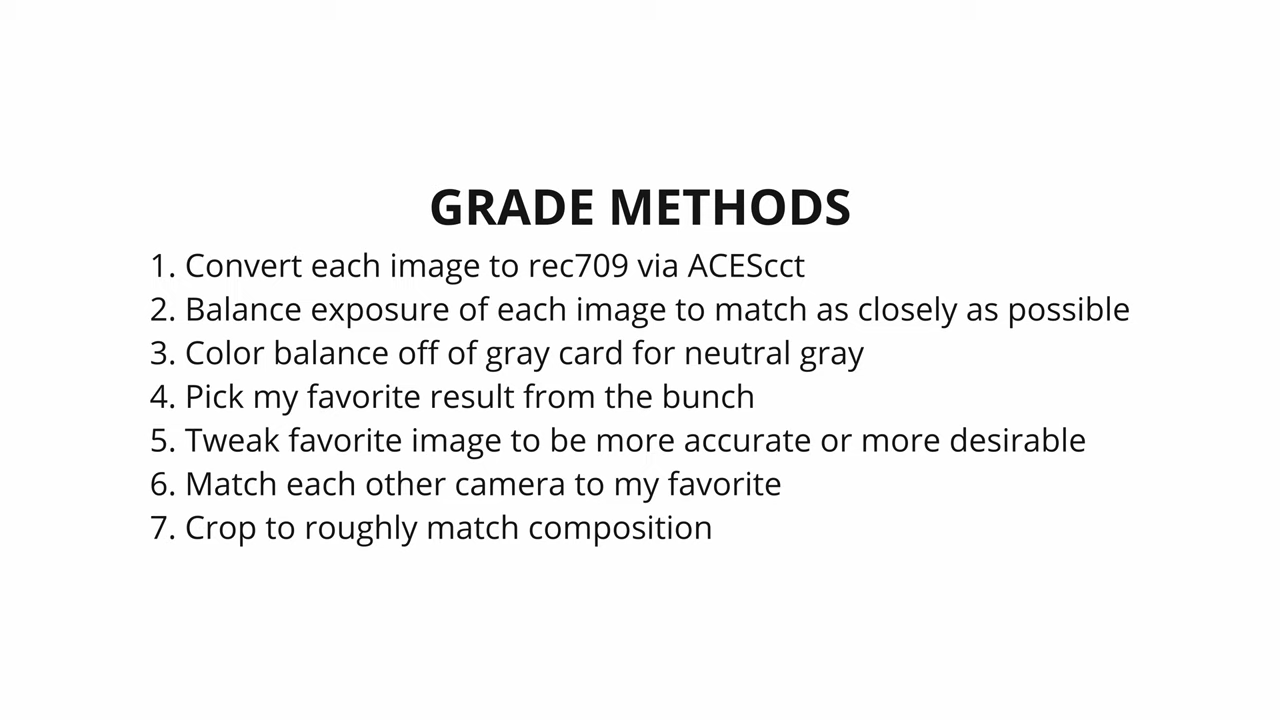 GRADE METHODS
1. Convert each image to rec709 via ACEScct
2. Balance exposure of each image to match as closely as possible
3. Color balance off of gray card for neutral gray
4. Pick my favorite result from the bunch
5. Tweak favorite image to be more accurate or more desirable
6. Match each other camera to my favorite
7. Crop to roughly match composition